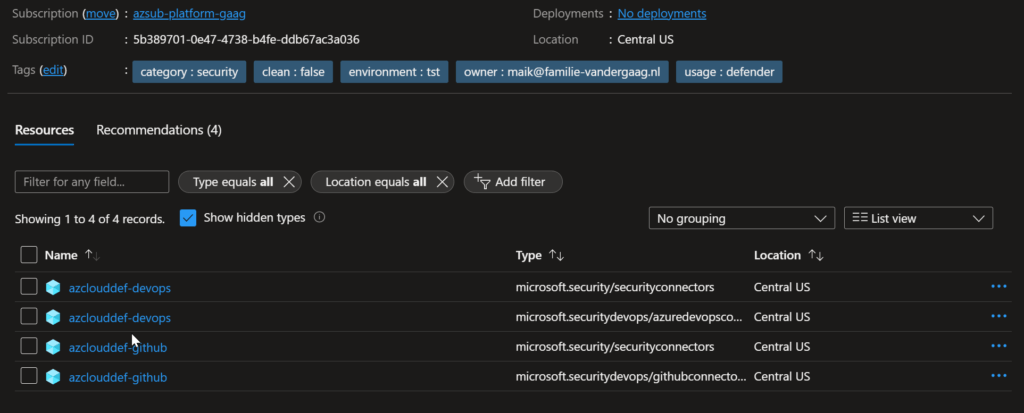 Subscription (move) : azsub-platform-gaag Deployments : No deployments
Subscription ID : 5b389701-0e47-4738-b4fe-ddb67ac3a036 Location : Central US
Tags (edit) : category : security clean : false environment : tst owner : maik@familie-vandergaag.nl usage : defender
Resources Recommendations (4)
Filter for any field... Type equals all Location equals all Add filter
Showing 1 to 4 of 4 records. Show hidden types No grouping List view
Name Type Location
azclouddef-devops microsoft.security/securityconnectors Central US
azclouddef-devops microsoft.securitydevops/azuredevopsco... Central US
azclouddef-github microsoft.security/securityconnectors Central US
azclouddef-github microsoft.securitydevops/githubconnecto... Central US